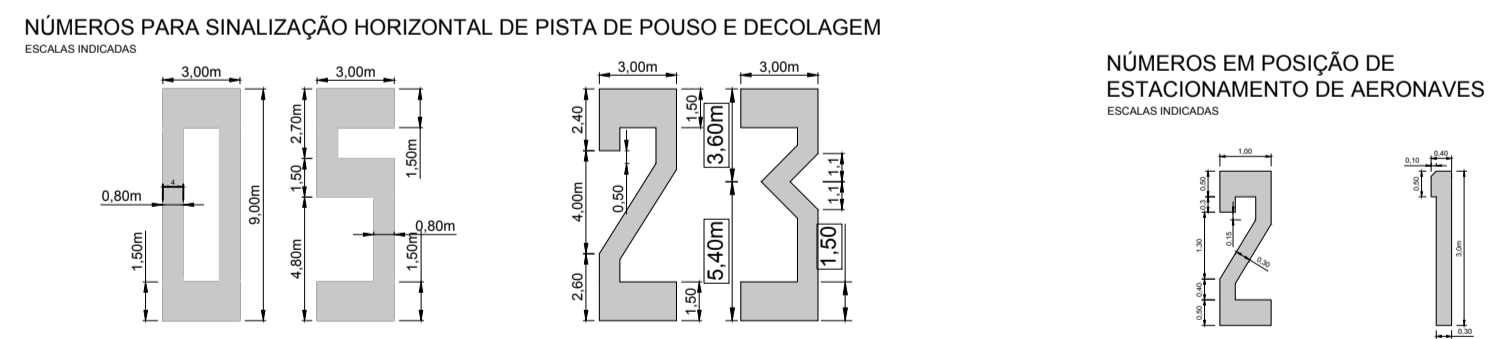 NÚMEROS PARA SINALIZAÇÃO HORIZONTAL DE PISTA DE POUSO E DECOLAGEM
ESCALAS INDICADAS
3,00m
0,80m
4
1,50m
9,00m
3,00m
2,70m
1,50
4,80m
1,50m
0,80m
1,50m
3,00m
2,40
4,00m
2,60
0,50
1,50
1,50
3,00m
3,60m
5,40m
1,1
1,1
1,50
NÚMEROS EM POSIÇÃO DE
ESTACIONAMENTO DE AERONAVES
ESCALAS INDICADAS
1,00
0,50
0,3
1,30
0,40
0,50
0,15
0,30
0,40
0,10
0,50
3,0m
0,30